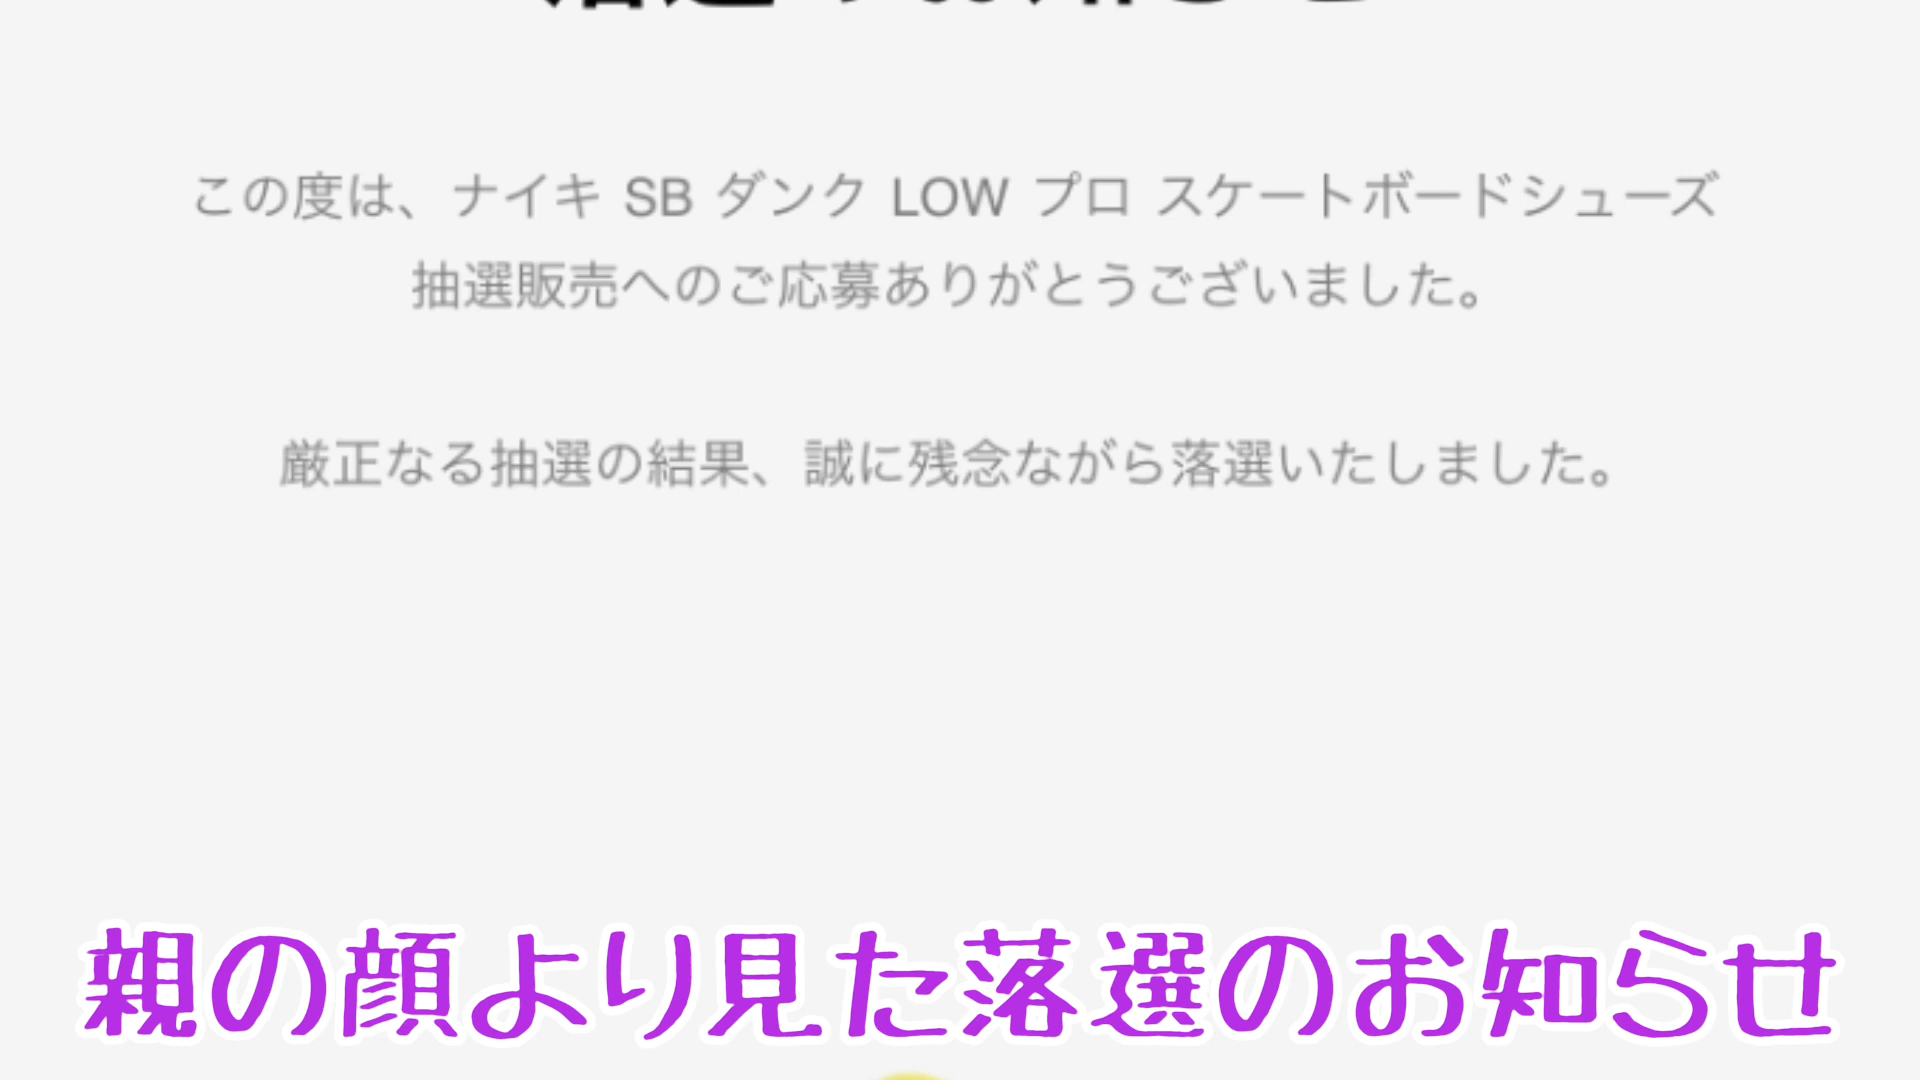 この度は、ナイキ SB ダンク LOW プロ スケートボードシューズ
抽選販売へのご応募ありがとうございました。
厳正なる抽選の結果、誠に残念ながら落選いたしました。
親の顔より見た落選のお知らせ